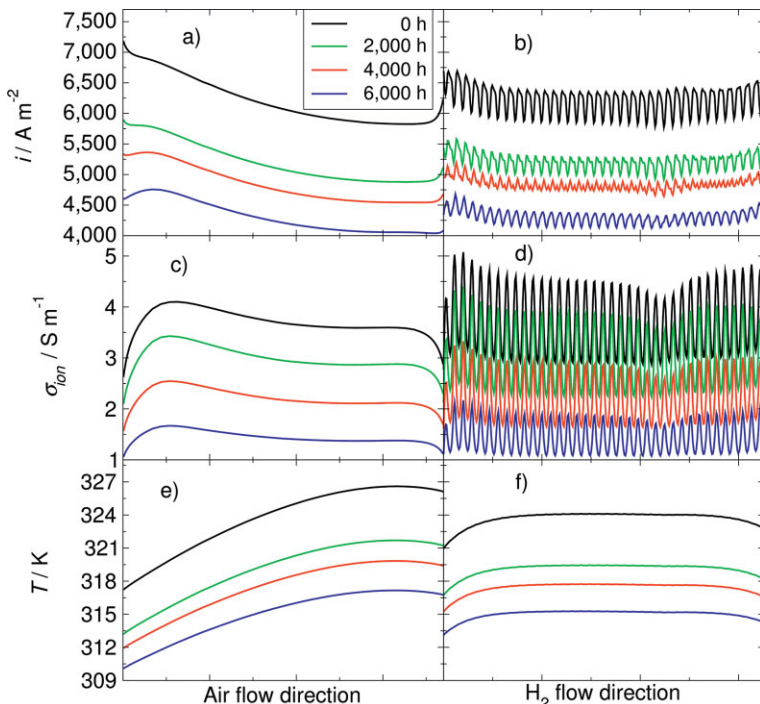 7,500
7,000
6,500
6,000
5,500
5,000
4,500
4,000
i / A m⁻²
a)
0 h
2,000 h
4,000 h
6,000 h
b)
5
4
3
2
1
σion / S m⁻¹
c)
d)
327
324
321
318
315
312
309
T / K
e)
f)
Air flow direction
H₂ flow direction